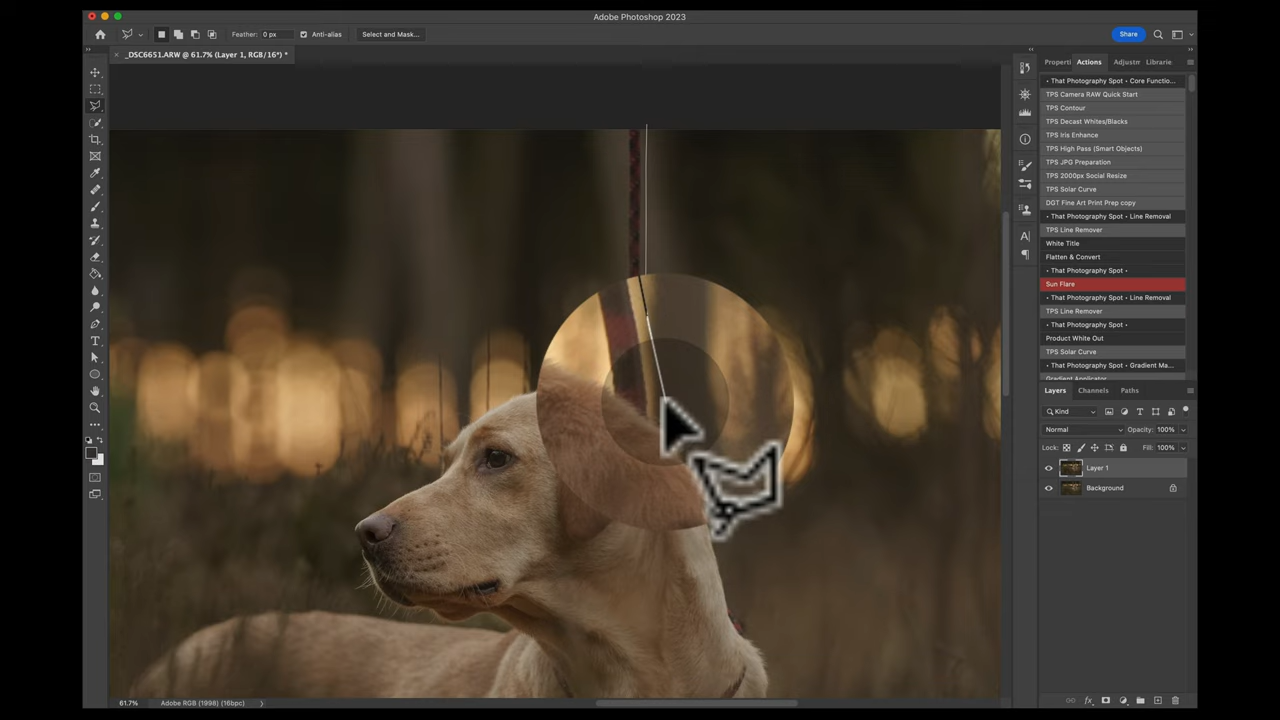 Adobe Photoshop 2023
Feather: 0 px
Anti-alias
Select and Mask...
Share
_DSC6651.ARW @ 61.7% (Layer 1, RGB/16*) *
Properti
Actions
Adjustm
Librarie
• That Photography Spot • Core Functio...
TPS Camera RAW Quick Start
TPS Contour
TPS Decast Whites/Blacks
TPS Iris Enhance
TPS High Pass (Smart Objects)
TPS JPG Preparation
TPS 2000px Social Resize
TPS Solar Curve
DGT Fine Art Print Prep copy
• That Photography Spot • Line Removal
TPS Line Remover
White Title
Flatten & Convert
• That Photography Spot •
Sun Flare
• That Photography Spot • Line Removal
TPS Line Remover
• That Photography Spot •
Product White Out
TPS Solar Curve
• That Photography Spot • Gradient Ma...
Gradient Applicator
Layers
Channels
Paths
Kind
Normal
Opacity: 100%
Lock:
Fill: 100%
Layer 1
Background
61.7%
Adobe RGB (1998) (16bpc)